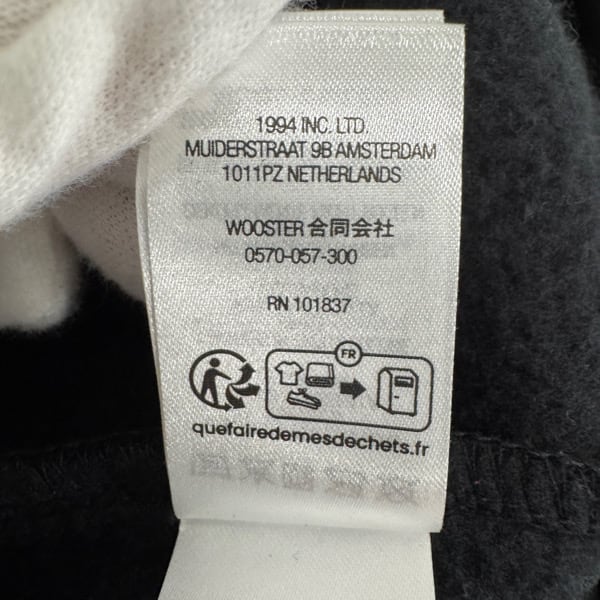 1994 INC. LTD.
MUIDERSTRAAT 9B AMSTERDAM
1011PZ NETHERLANDS
WOOSTER 合同会社
0570-057-300
RN 101837
FR
quefairedemesdechets.fr